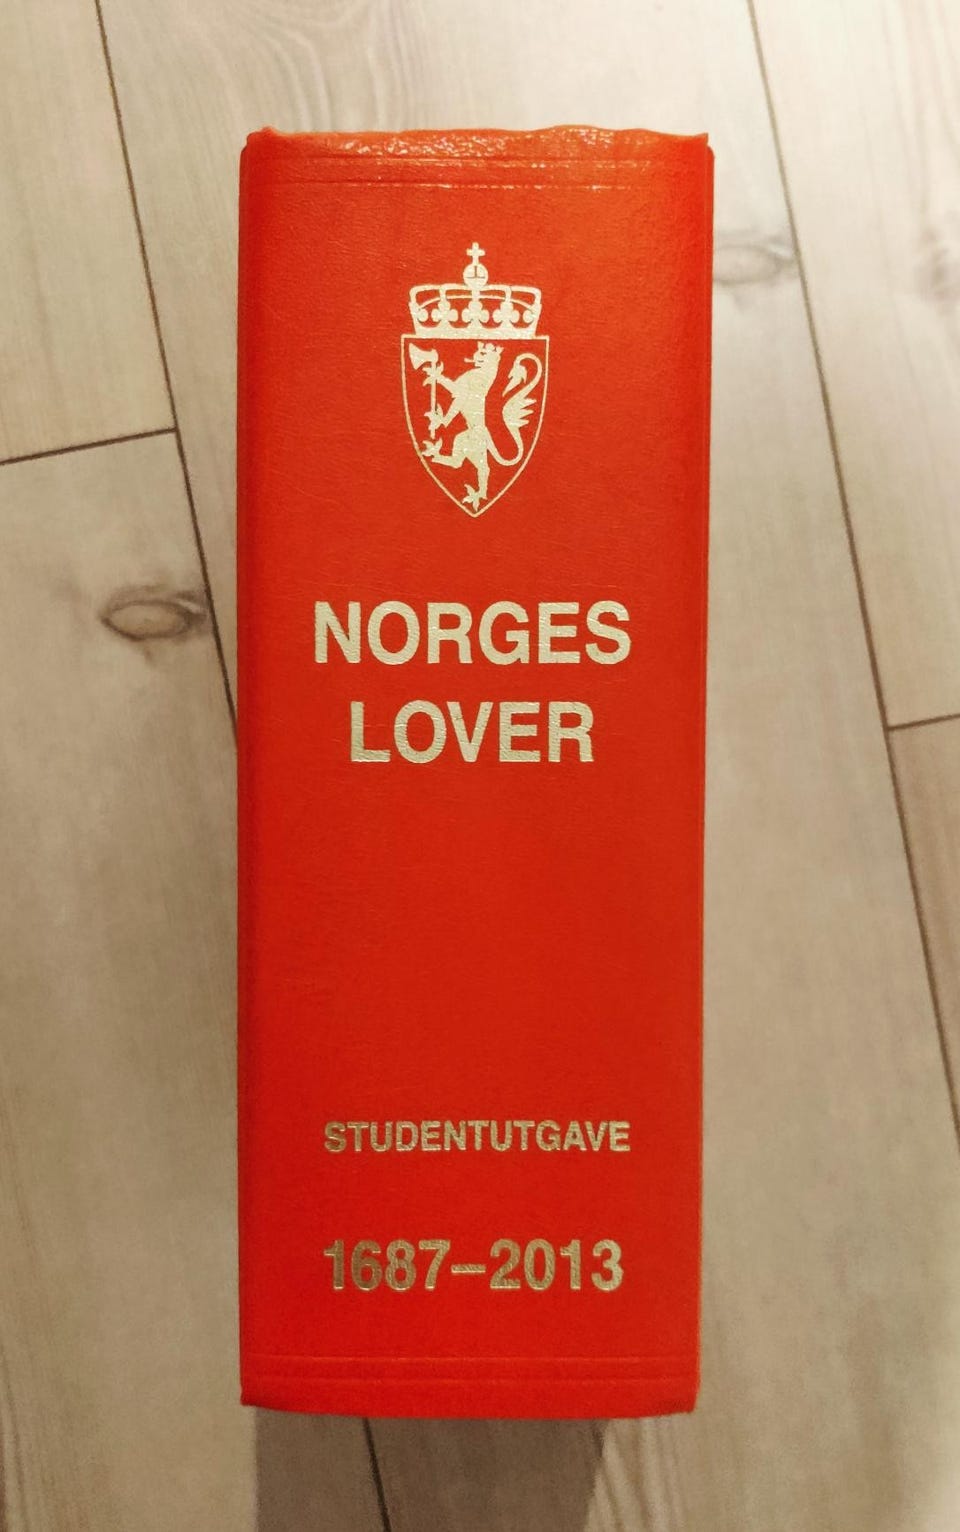 NORGES
LOVER
STUDENTUTGAVE
1687–2013